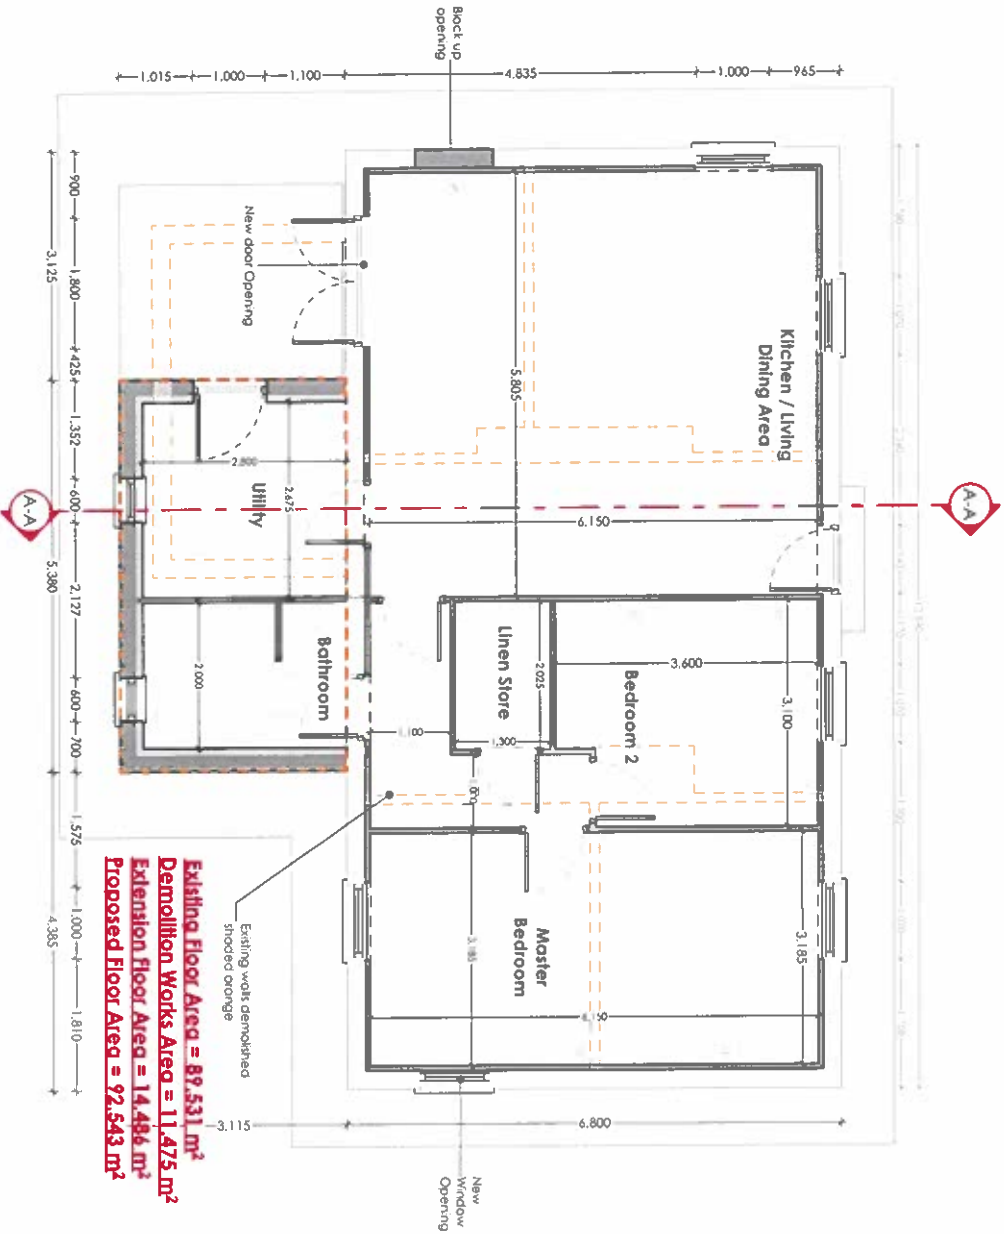 New
Window
Opening
6.800
3.115
A-A
Kitchen / Living
Dining Area
Bedroom 2
Master
Bedroom
Linen Store
Utility
Bathroom
New door Opening
Block up
opening
Existing walls demolished
shaded orange
965
1.000
4.835
1.100
1.000
1.015
5.805
6.150
3.600
3.100
2.025
1.300
1.100
3.185
3.185
2.675
2.000
900
1.800
425
1.352
600
2.127
600
700
1.575
1.000
1.810
3.125
5.380
4.385
A-A
Existing Floor Area = 89.531 m²
Demolition Works Area = 11.475 m²
Extension Floor Area = 14.486 m²
Proposed Floor Area = 92.543 m²